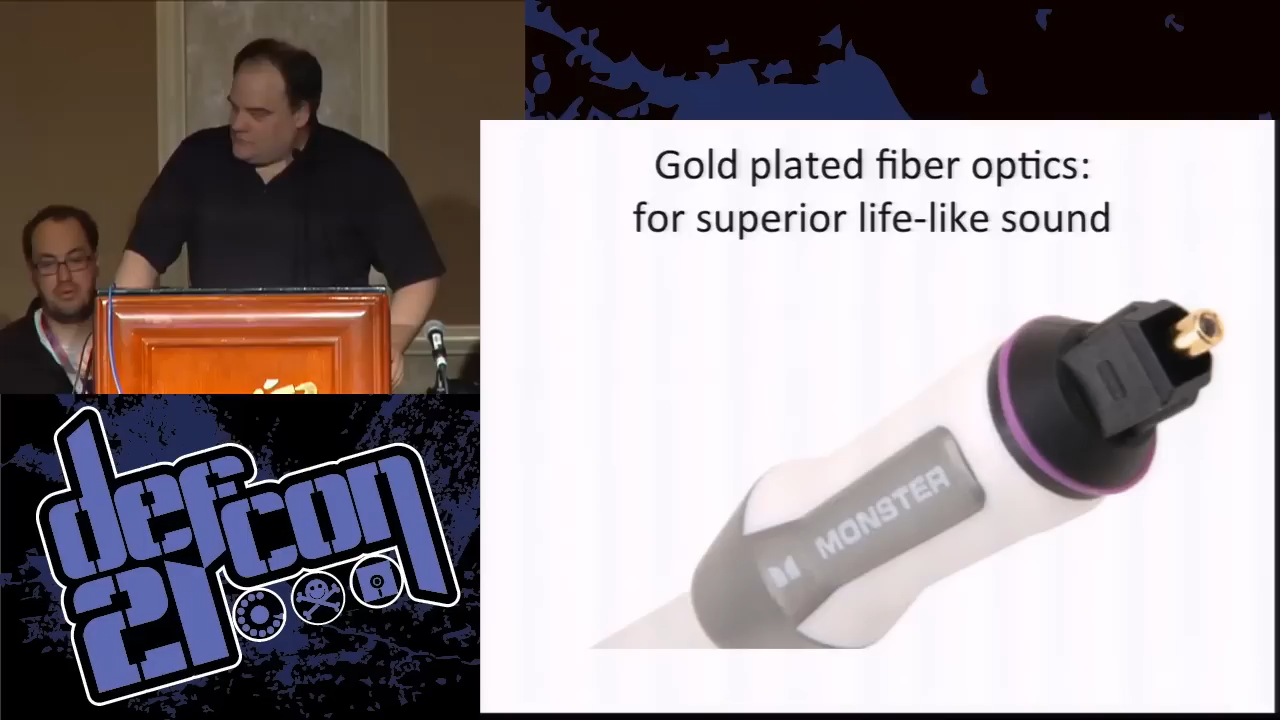 Gold plated fiber optics:
for superior life-like sound
MONSTER
defcon
21